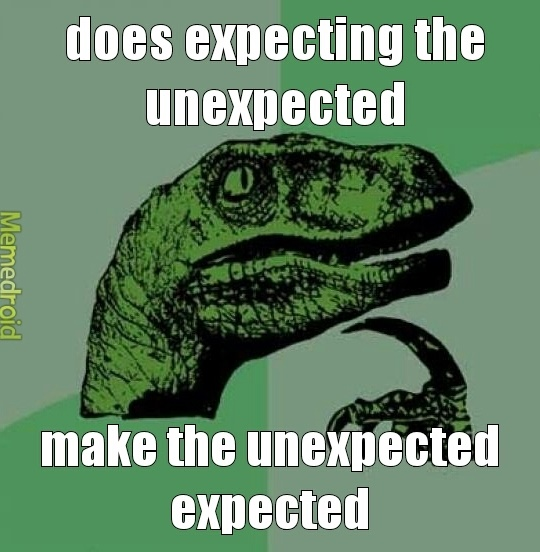 does expecting the
unexpected
Memedroid
make the unexpected
expected